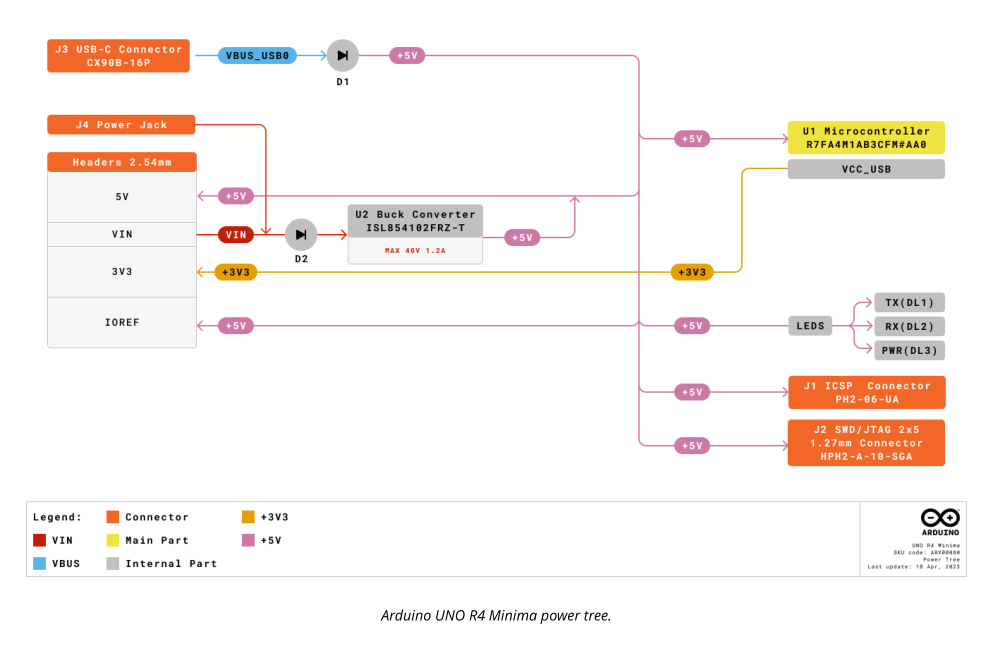 J3 USB-C Connector
CX90B-16P
VBUS_USB0
+5V
D1
J4 Power Jack
Headers 2.54mm
5V
+5V
VIN
VIN
D2
U2 Buck Converter
ISL854102FRZ-T
MAX 40V 1.2A
+5V
3V3
+3V3
+3V3
IOREF
+5V
+5V
U1 Microcontroller
R7FA4M1AB3CFM#AA0
VCC_USB
+5V
LEDS
TX(DL1)
RX(DL2)
PWR(DL3)
+5V
J1 ICSP Connector
PH2-06-UA
+5V
J2 SWD/JTAG 2x5
1.27mm Connector
HPH2-A-10-SGA
Legend:
Connector
+3V3
VIN
Main Part
+5V
VBUS
Internal Part
ARDUINO
UNO R4 Minima
SKU code: ABX00080
Power Tree
Last update: 18 Apr, 2023
Arduino UNO R4 Minima power tree.